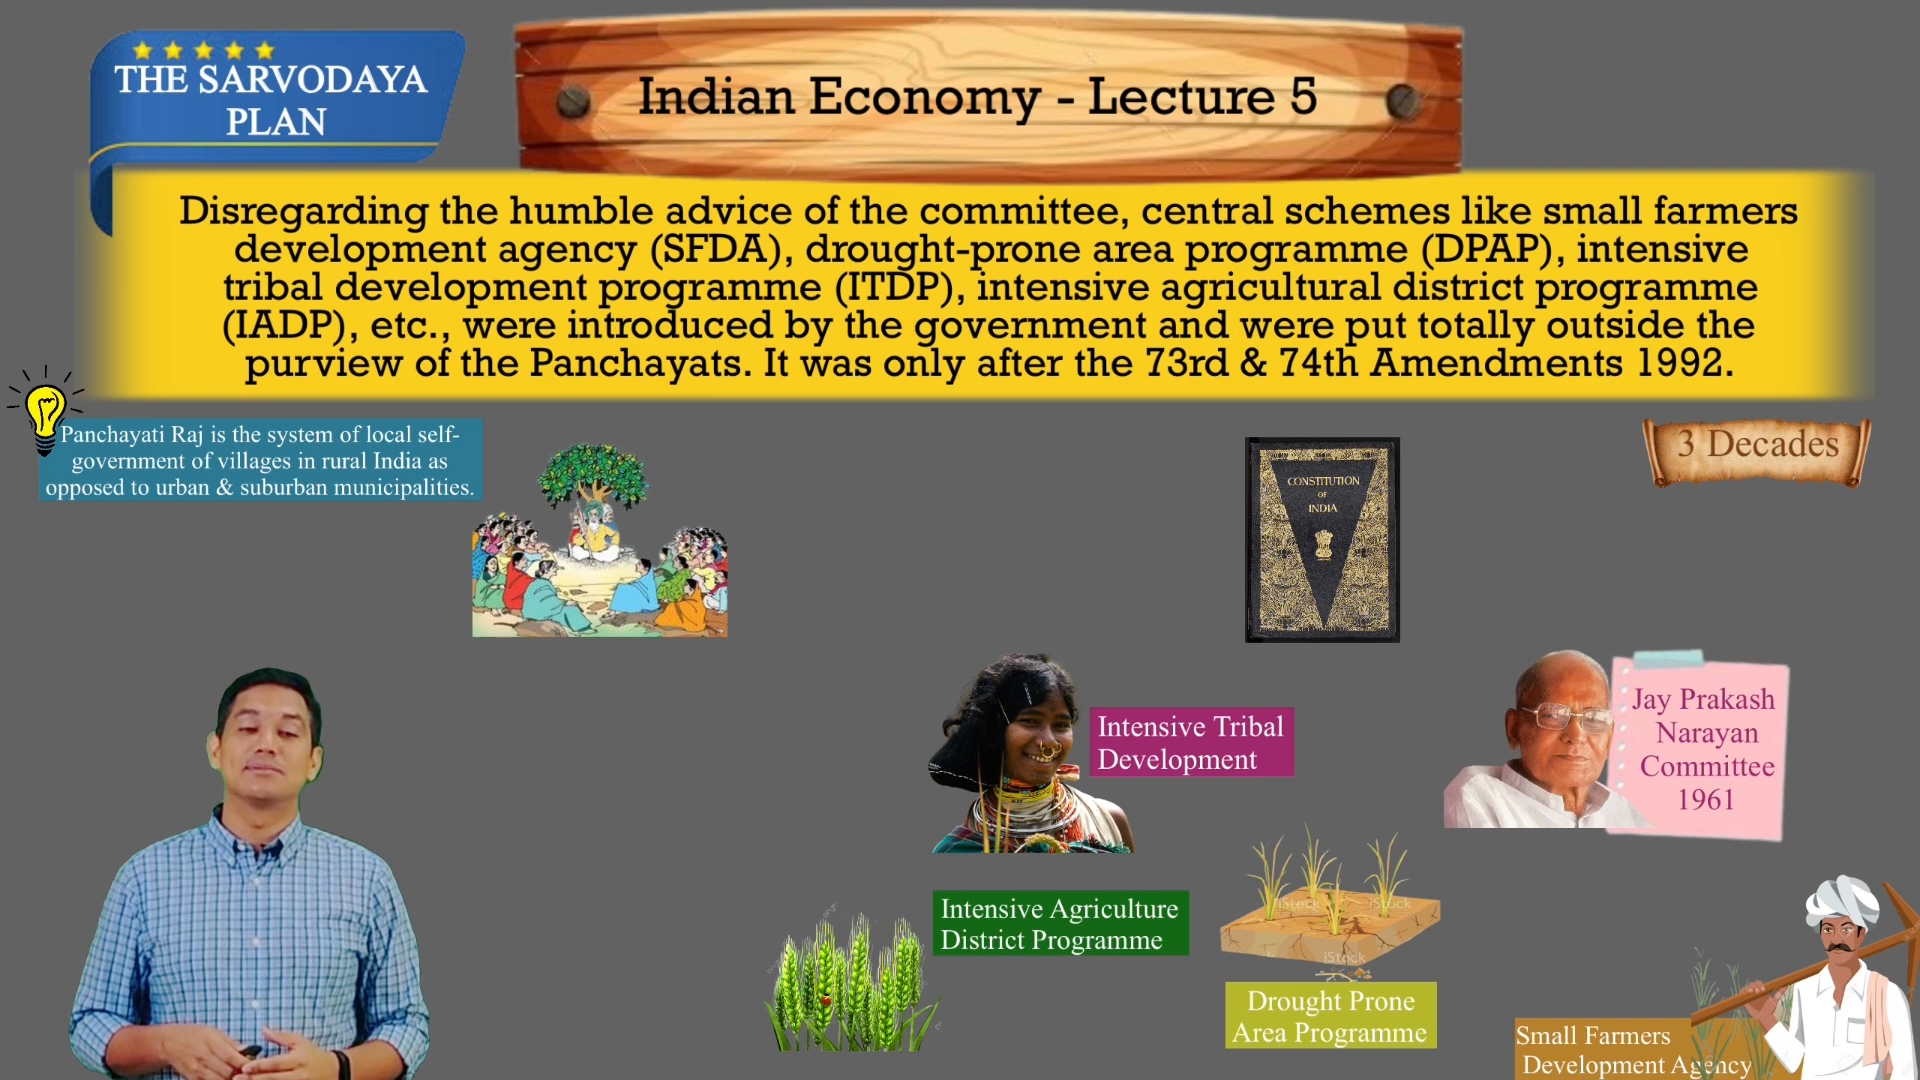 THE SARVODAYA
PLAN
Indian Economy - Lecture 5
Disregarding the humble advice of the committee, central schemes like small farmers
development agency (SFDA), drought-prone area programme (DPAP), intensive
tribal development programme (ITDP), intensive agricultural district programme
(IADP), etc., were introduced by the government and were put totally outside the
purview of the Panchayats. It was only after the 73rd & 74th Amendments 1992.
Panchayati Raj is the system of local self-
government of villages in rural India as
opposed to urban & suburban municipalities.
CONSTITUTION
OF
INDIA
3 Decades
Intensive Tribal
Development
Jay Prakash
Narayan
Committee
1961
Intensive Agriculture
District Programme
iStock
iStock
iStock
Drought Prone
Area Programme
Small Farmers
Development Agency